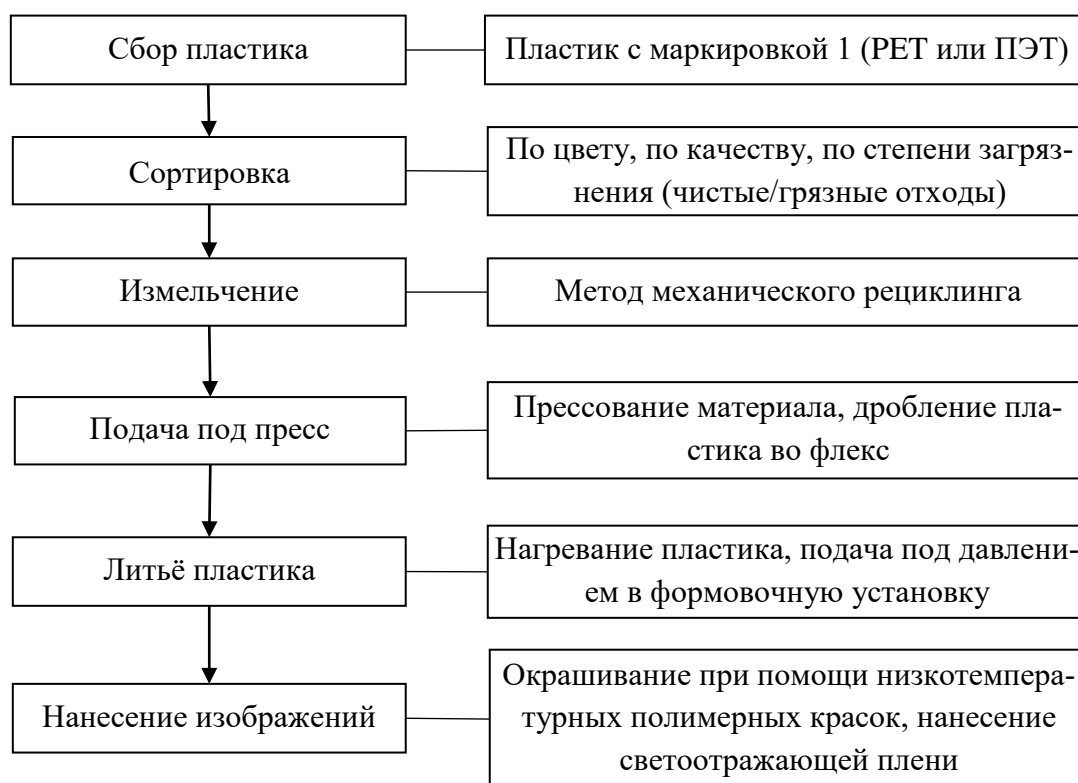 Сбор пластика
Пластик с маркировкой 1 (PET или ПЭТ)
Сортировка
По цвету, по качеству, по степени загряз-
нения (чистые/грязные отходы)
Измельчение
Метод механического рециклинга
Подача под пресс
Прессование материала, дробление пла-
стика во флекс
Литьё пластика
Нагревание пластика, подача под давлени-
ем в формовочную установку
Нанесение изображений
Окрашивание при помощи низкотемпера-
турных полимерных красок, нанесение
светоотражающей плени